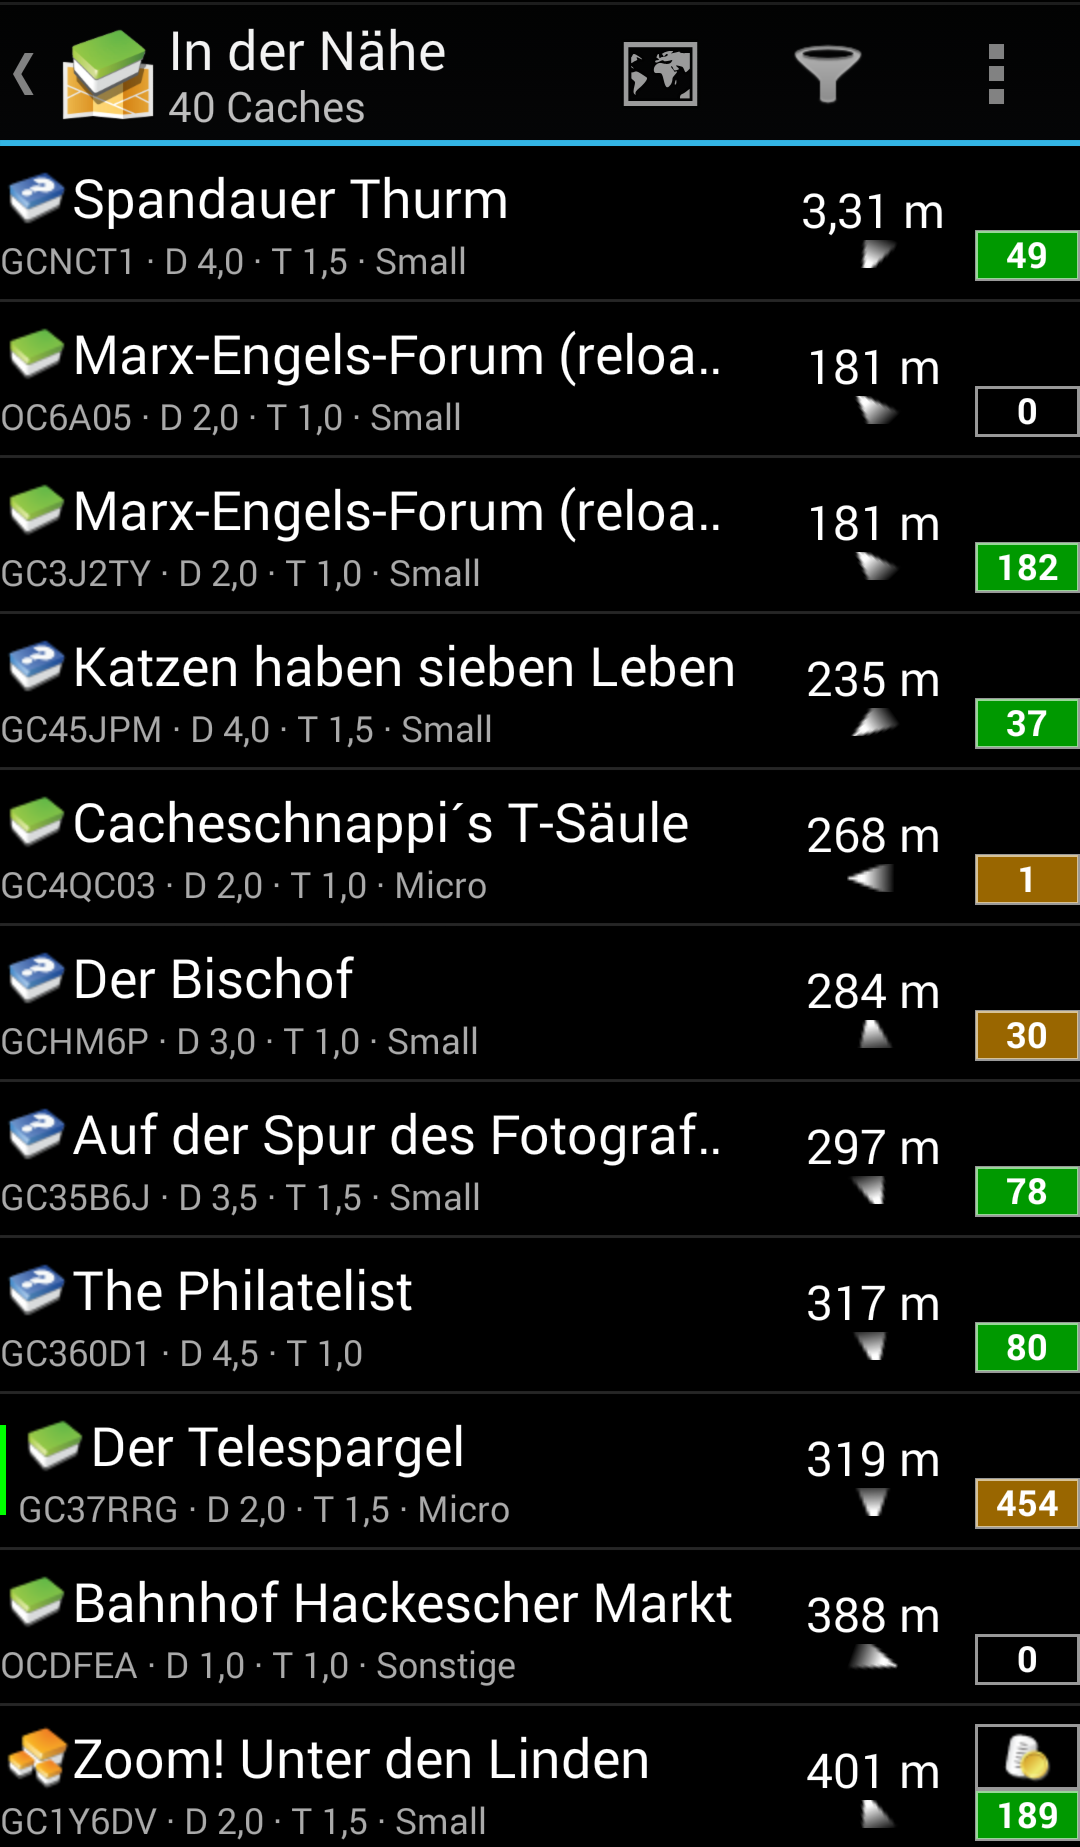 In der Nähe
40 Caches
Spandauer Thurm
3,31 m
GCNCT1 · D 4,0 · T 1,5 · Small
49
Marx-Engels-Forum (reloa..
181 m
OC6A05 · D 2,0 · T 1,0 · Small
0
Marx-Engels-Forum (reloa..
181 m
GC3J2TY · D 2,0 · T 1,0 · Small
182
Katzen haben sieben Leben
235 m
GC45JPM · D 4,0 · T 1,5 · Small
37
Cacheschnappi´s T-Säule
268 m
GC4QC03 · D 2,0 · T 1,0 · Micro
1
Der Bischof
284 m
GCHM6P · D 3,0 · T 1,0 · Small
30
Auf der Spur des Fotograf..
297 m
GC35B6J · D 3,5 · T 1,5 · Small
78
The Philatelist
317 m
GC360D1 · D 4,5 · T 1,0
80
Der Telespargel
319 m
GC37RRG · D 2,0 · T 1,5 · Micro
454
Bahnhof Hackescher Markt
388 m
OCDFEA · D 1,0 · T 1,0 · Sonstige
0
Zoom! Unter den Linden
401 m
GC1Y6DV · D 2,0 · T 1,5 · Small
189